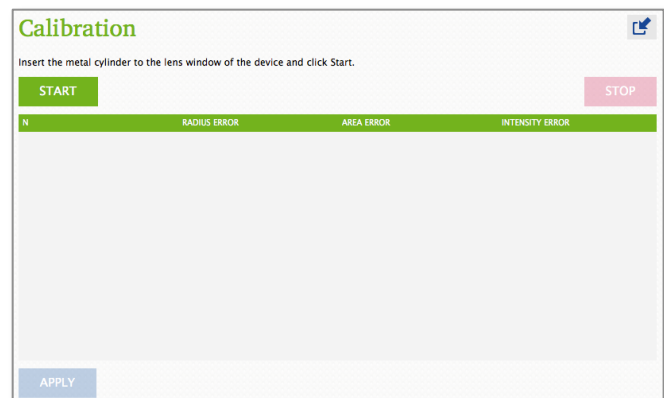 Calibration
Insert the metal cylinder to the lens window of the device and click Start.
START STOP
N RADIUS ERROR AREA ERROR INTENSITY ERROR
APPLY